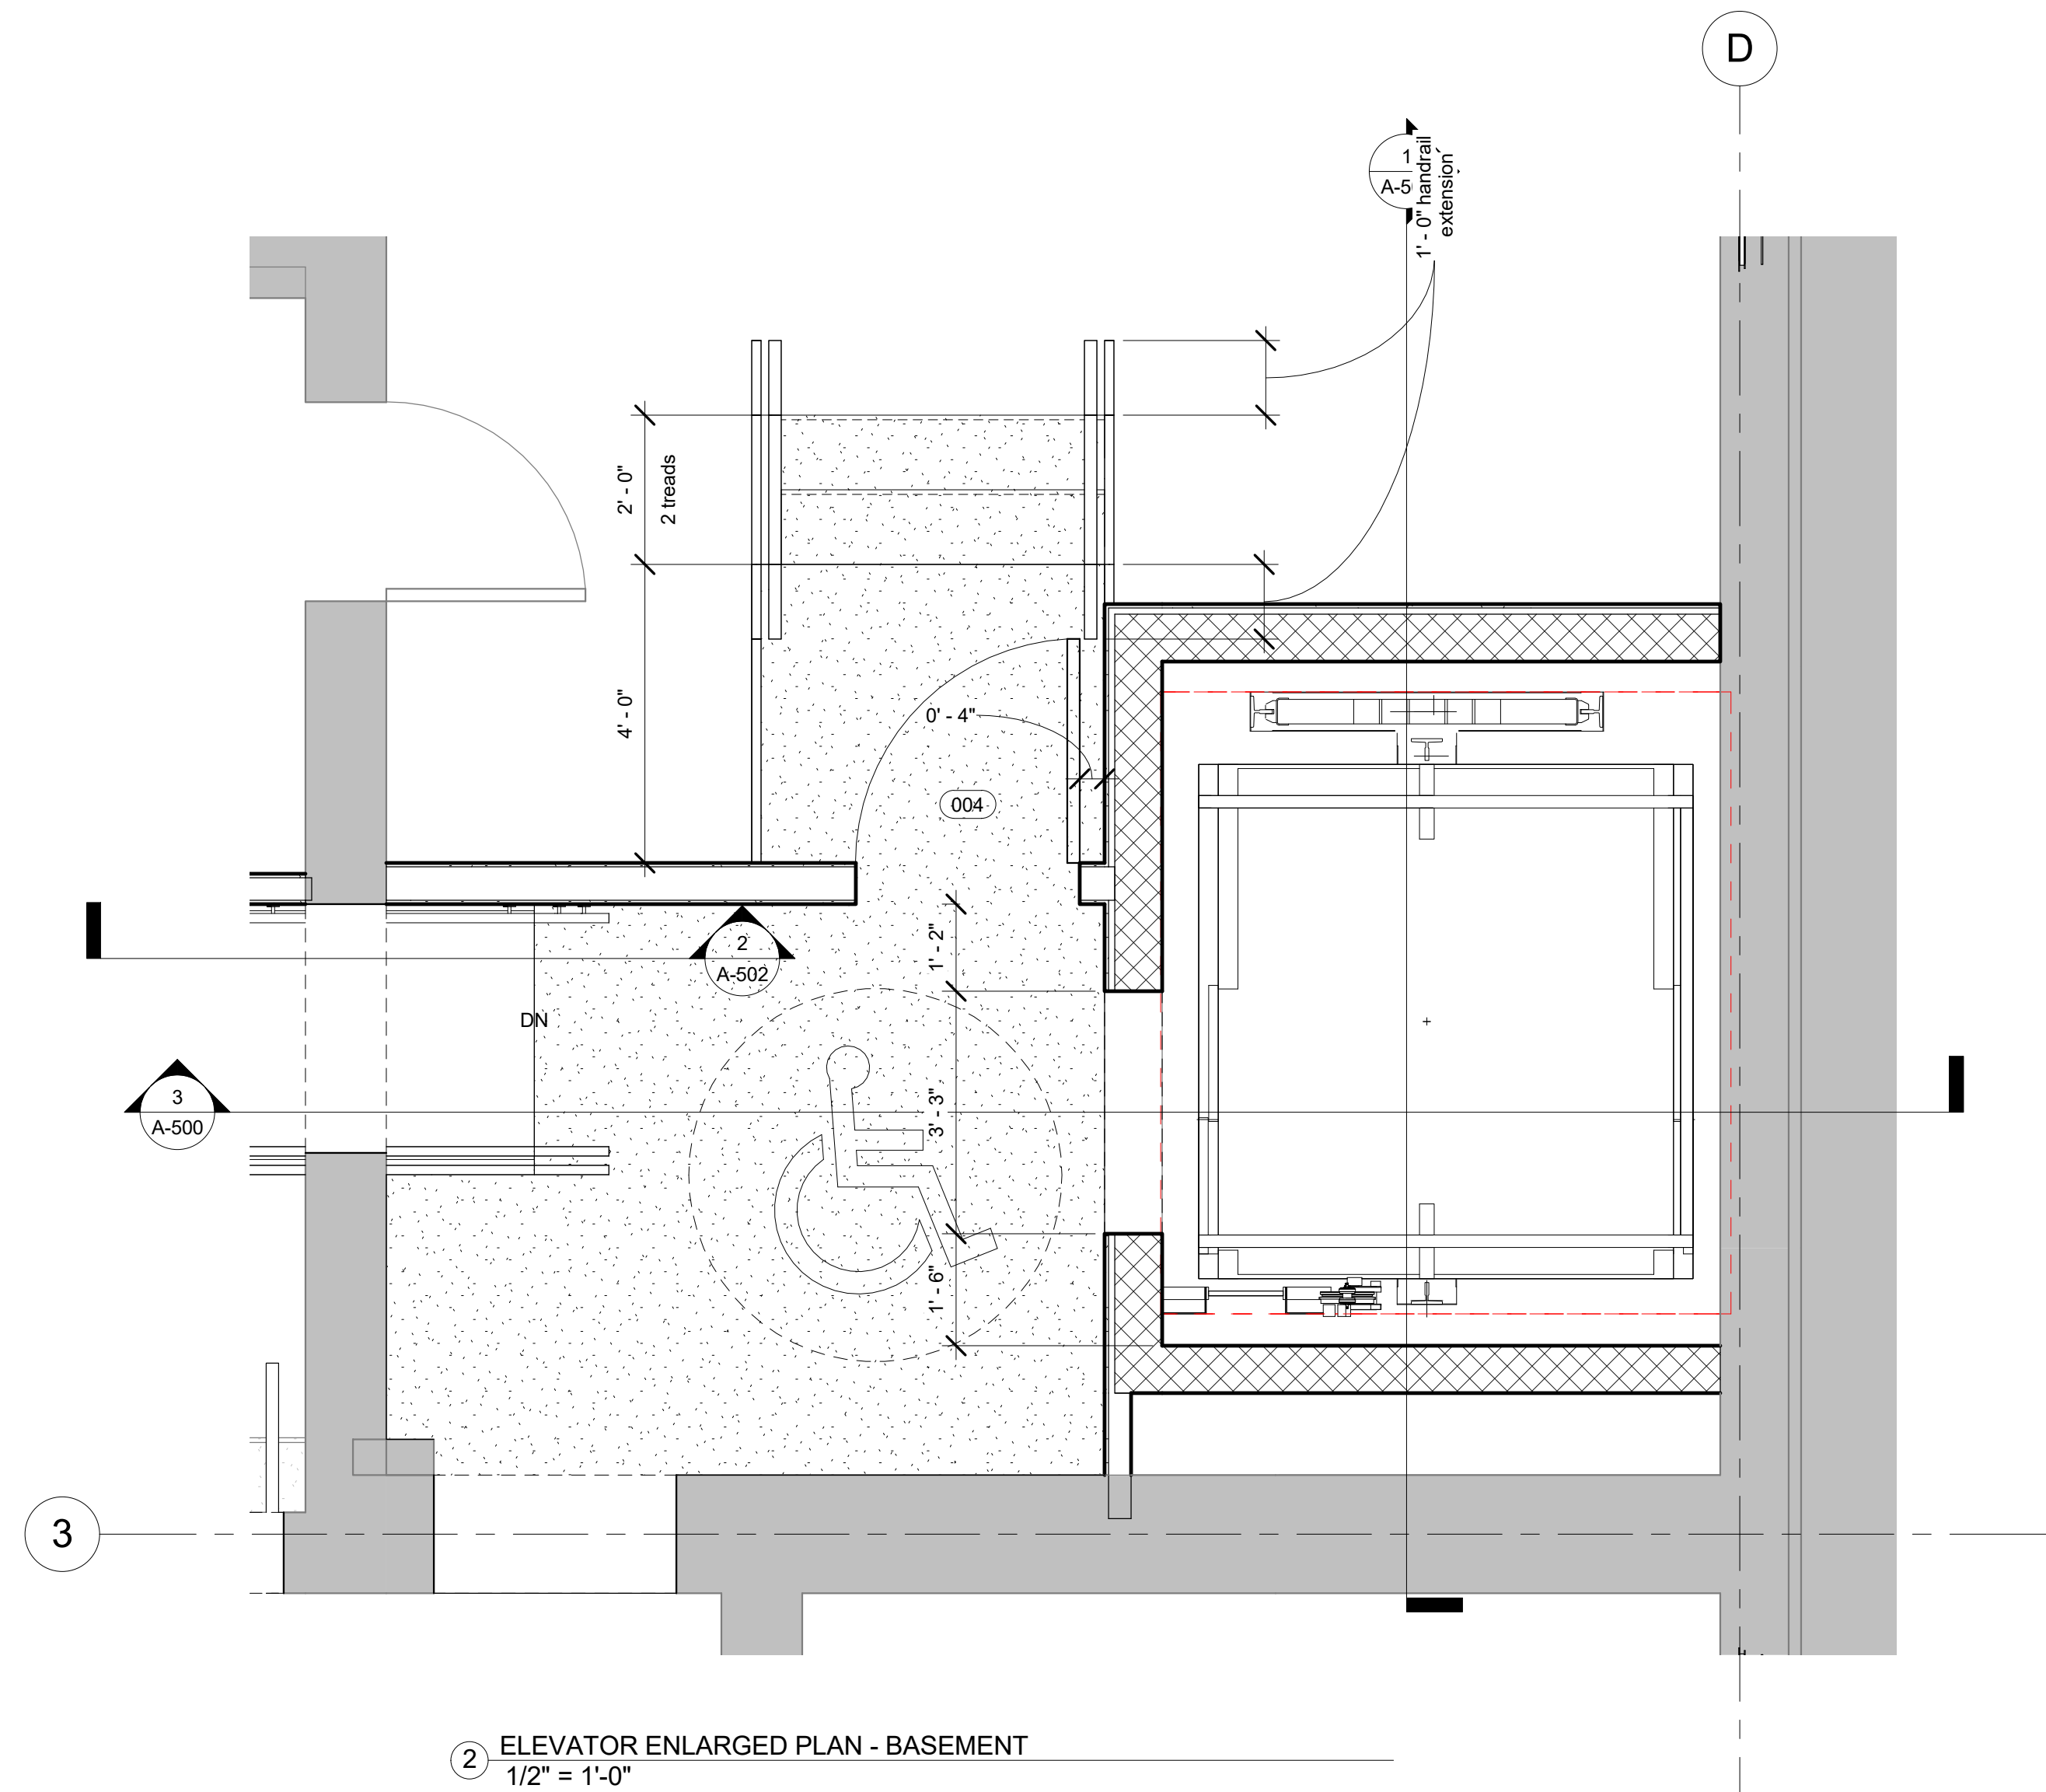 D
1
A-5
1' - 0" handrail
extension
2' - 0"
2 treads
4' - 0"
0' - 4"
004
1' - 2"
2
A-502
DN
3
A-500
3' - 3"
1' - 6"
3
2
ELEVATOR ENLARGED PLAN - BASEMENT
1/2" = 1'-0"